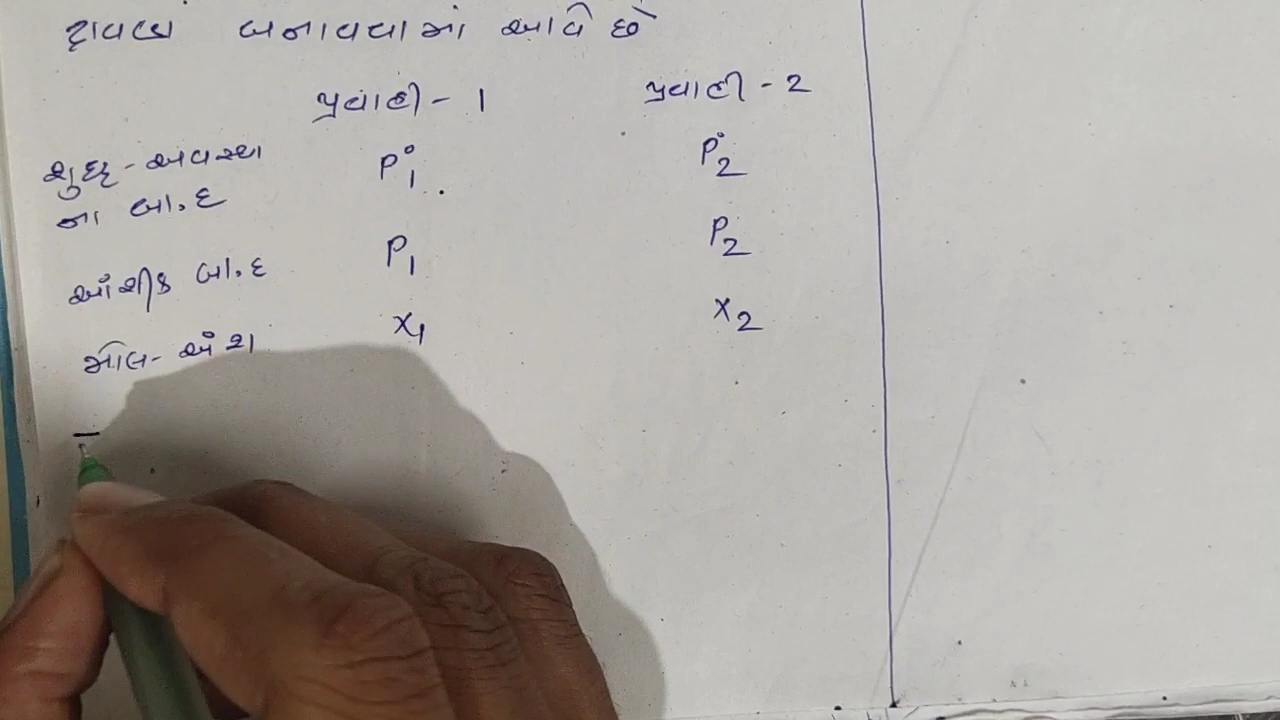 દ્રાવણ બનાવવામાં આવે છે
પ્રવાહી - 1 પ્રવાહી - 2
શુધ્ધ - અવસ્થા P°1 P°2
ના બા.દ
આંશીક બા.દ P1 P2
મોલ - અંશ X1 X2